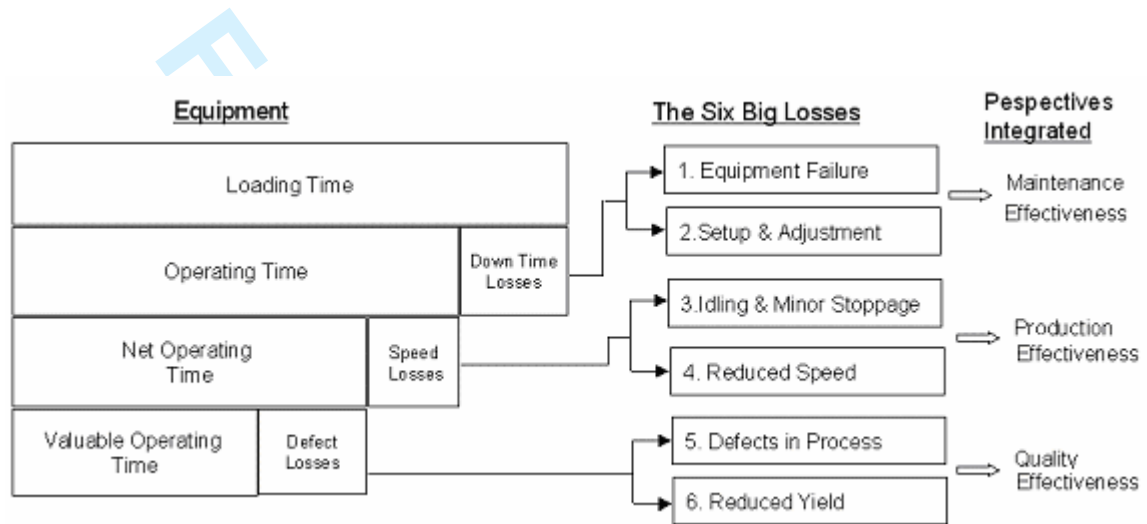 Equipment
The Six Big Losses
Pespectives
Integrated
Loading Time
Operating Time
Down Time
Losses
Net Operating
Time
Speed
Losses
Valuable Operating
Time
Defect
Losses
1. Equipment Failure
2.Setup & Adjustment
3.Idling & Minor Stoppage
4. Reduced Speed
5. Defects in Process
6. Reduced Yield
Maintenance
Effectiveness
Production
Effectiveness
Quality
Effectiveness